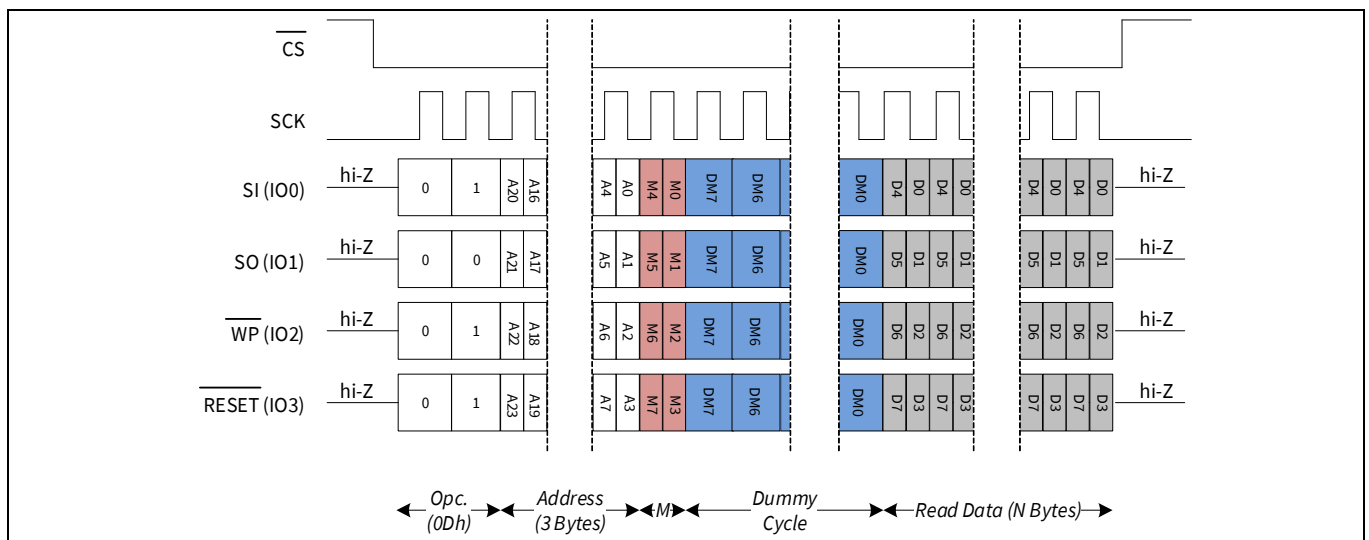 CS
SCK
SI (IO0) hi-Z 0 1 A20 A16 A4 A0 M4 M0 DM7 DM6 DM0 D4 D0 D4 D0 D4 D0 D4 D0 hi-Z
SO (IO1) hi-Z 0 0 A21 A17 A5 A1 M5 M1 DM7 DM6 DM0 D5 D1 D5 D1 D5 D1 D5 D1 hi-Z
WP (IO2) hi-Z 0 1 A22 A18 A6 A2 M6 M2 DM7 DM6 DM0 D6 D2 D6 D2 D6 D2 D6 D2 hi-Z
RESET (IO3) hi-Z 0 1 A23 A19 A7 A3 M7 M3 DM7 DM6 DM0 D7 D3 D7 D3 D7 D3 D7 D3 hi-Z
Opc. Address M Dummy Read Data (N Bytes)
(0Dh) (3 Bytes) Cycle